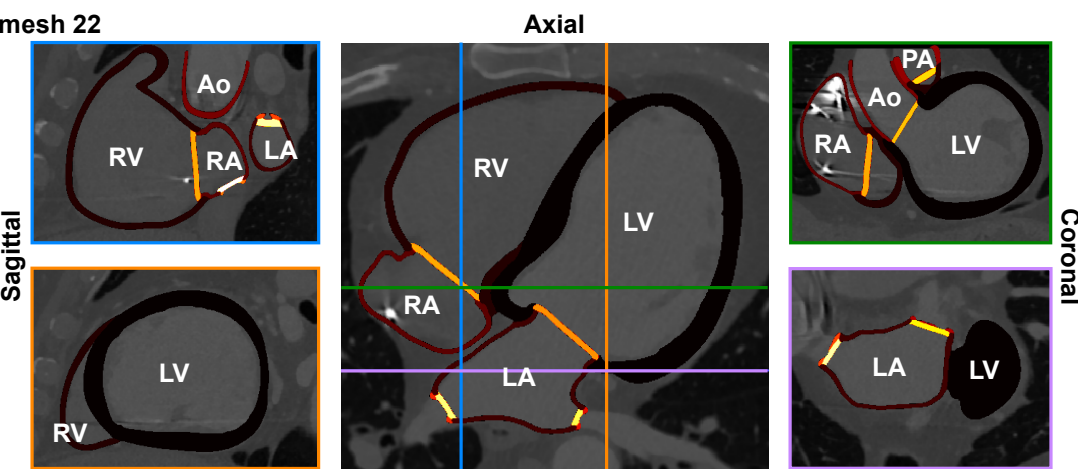 mesh 22
Axial
Sagittal
Coronal
RV
Ao
RA
LA
RV
LV
RV
LV
RA
LA
PA
Ao
RA
LV
LA
LV